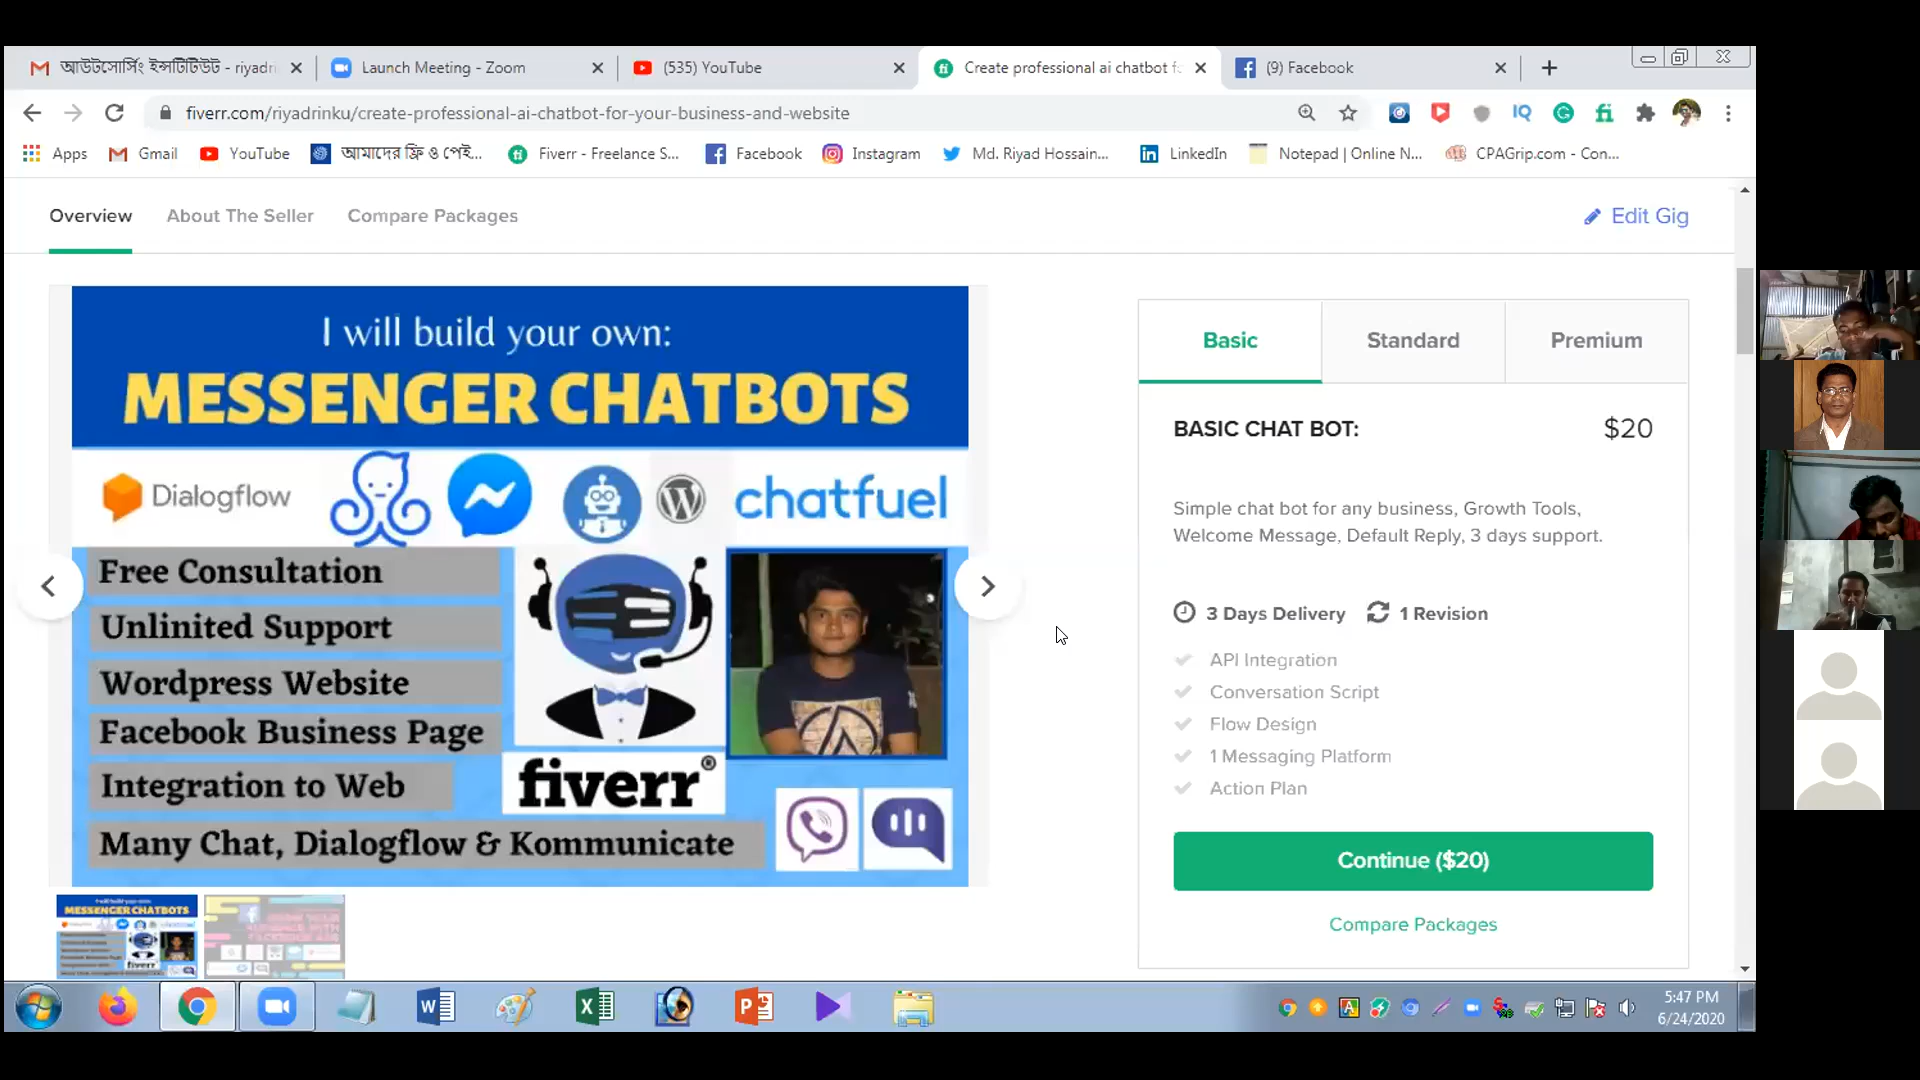 আউটসোর্সিং ইন্সটিটিউট - riyadri
Launch Meeting - Zoom
(535) YouTube
Create professional ai chatbot fo
(9) Facebook
fiverr.com/riyadrinku/create-professional-ai-chatbot-for-your-business-and-website
Apps
Gmail
YouTube
আমাদের ফ্রি ও পেই...
Fiverr - Freelance S...
Facebook
Instagram
Md. Riyad Hossain...
LinkedIn
Notepad | Online N...
CPAGrip.com - Con...
Overview
About The Seller
Compare Packages
Edit Gig
I will build your own:
MESSENGER CHATBOTS
Dialogflow
chatfuel
Free Consultation
Unlinited Support
Wordpress Website
Facebook Business Page
Integration to Web
fiverr®
Many Chat, Dialogflow & Kommunicate
Basic
Standard
Premium
BASIC CHAT BOT:
$20
Simple chat bot for any business, Growth Tools,
Welcome Message, Default Reply, 3 days support.
3 Days Delivery
1 Revision
API Integration
Conversation Script
Flow Design
1 Messaging Platform
Action Plan
Continue ($20)
Compare Packages
MESSENGER CHATBOTS
5:47 PM
6/24/2020